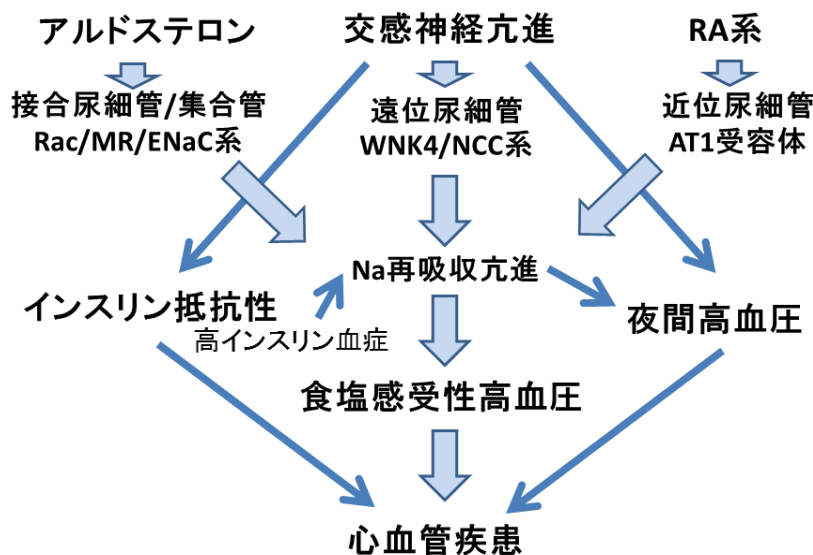 アルドステロン
交感神経亢進
RA系
接合尿細管/集合管
Rac/MR/ENaC系
遠位尿細管
WNK4/NCC系
近位尿細管
AT1受容体
Na再吸収亢進
インスリン抵抗性
高インスリン血症
夜間高血圧
食塩感受性高血圧
心血管疾患